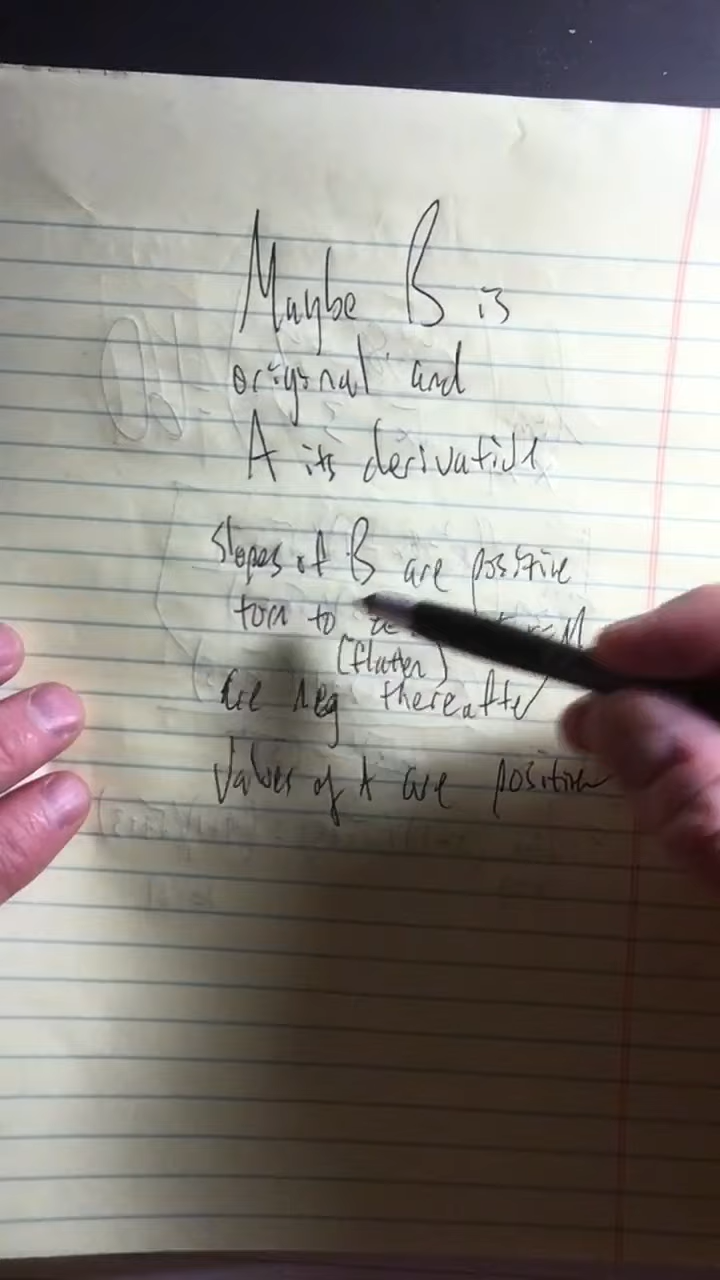 Maybe B is
original and
A its derivative
Slopes of B are positive
turn to
(flatten)
are neg thereafter
Values of A are positive